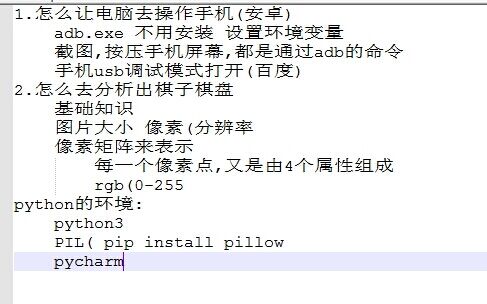 1.怎么让电脑去操作手机(安卓)
adb.exe 不用安装 设置环境变量
截图,按压手机屏幕,都是通过adb的命令
手机usb调试模式打开(百度)
2.怎么去分析出棋子棋盘
基础知识
图片大小 像素(分辨率
像素矩阵来表示
每一个像素点,又是由4个属性组成
rgb(0-255
python的环境:
python3
PIL( pip install pillow
pycharm